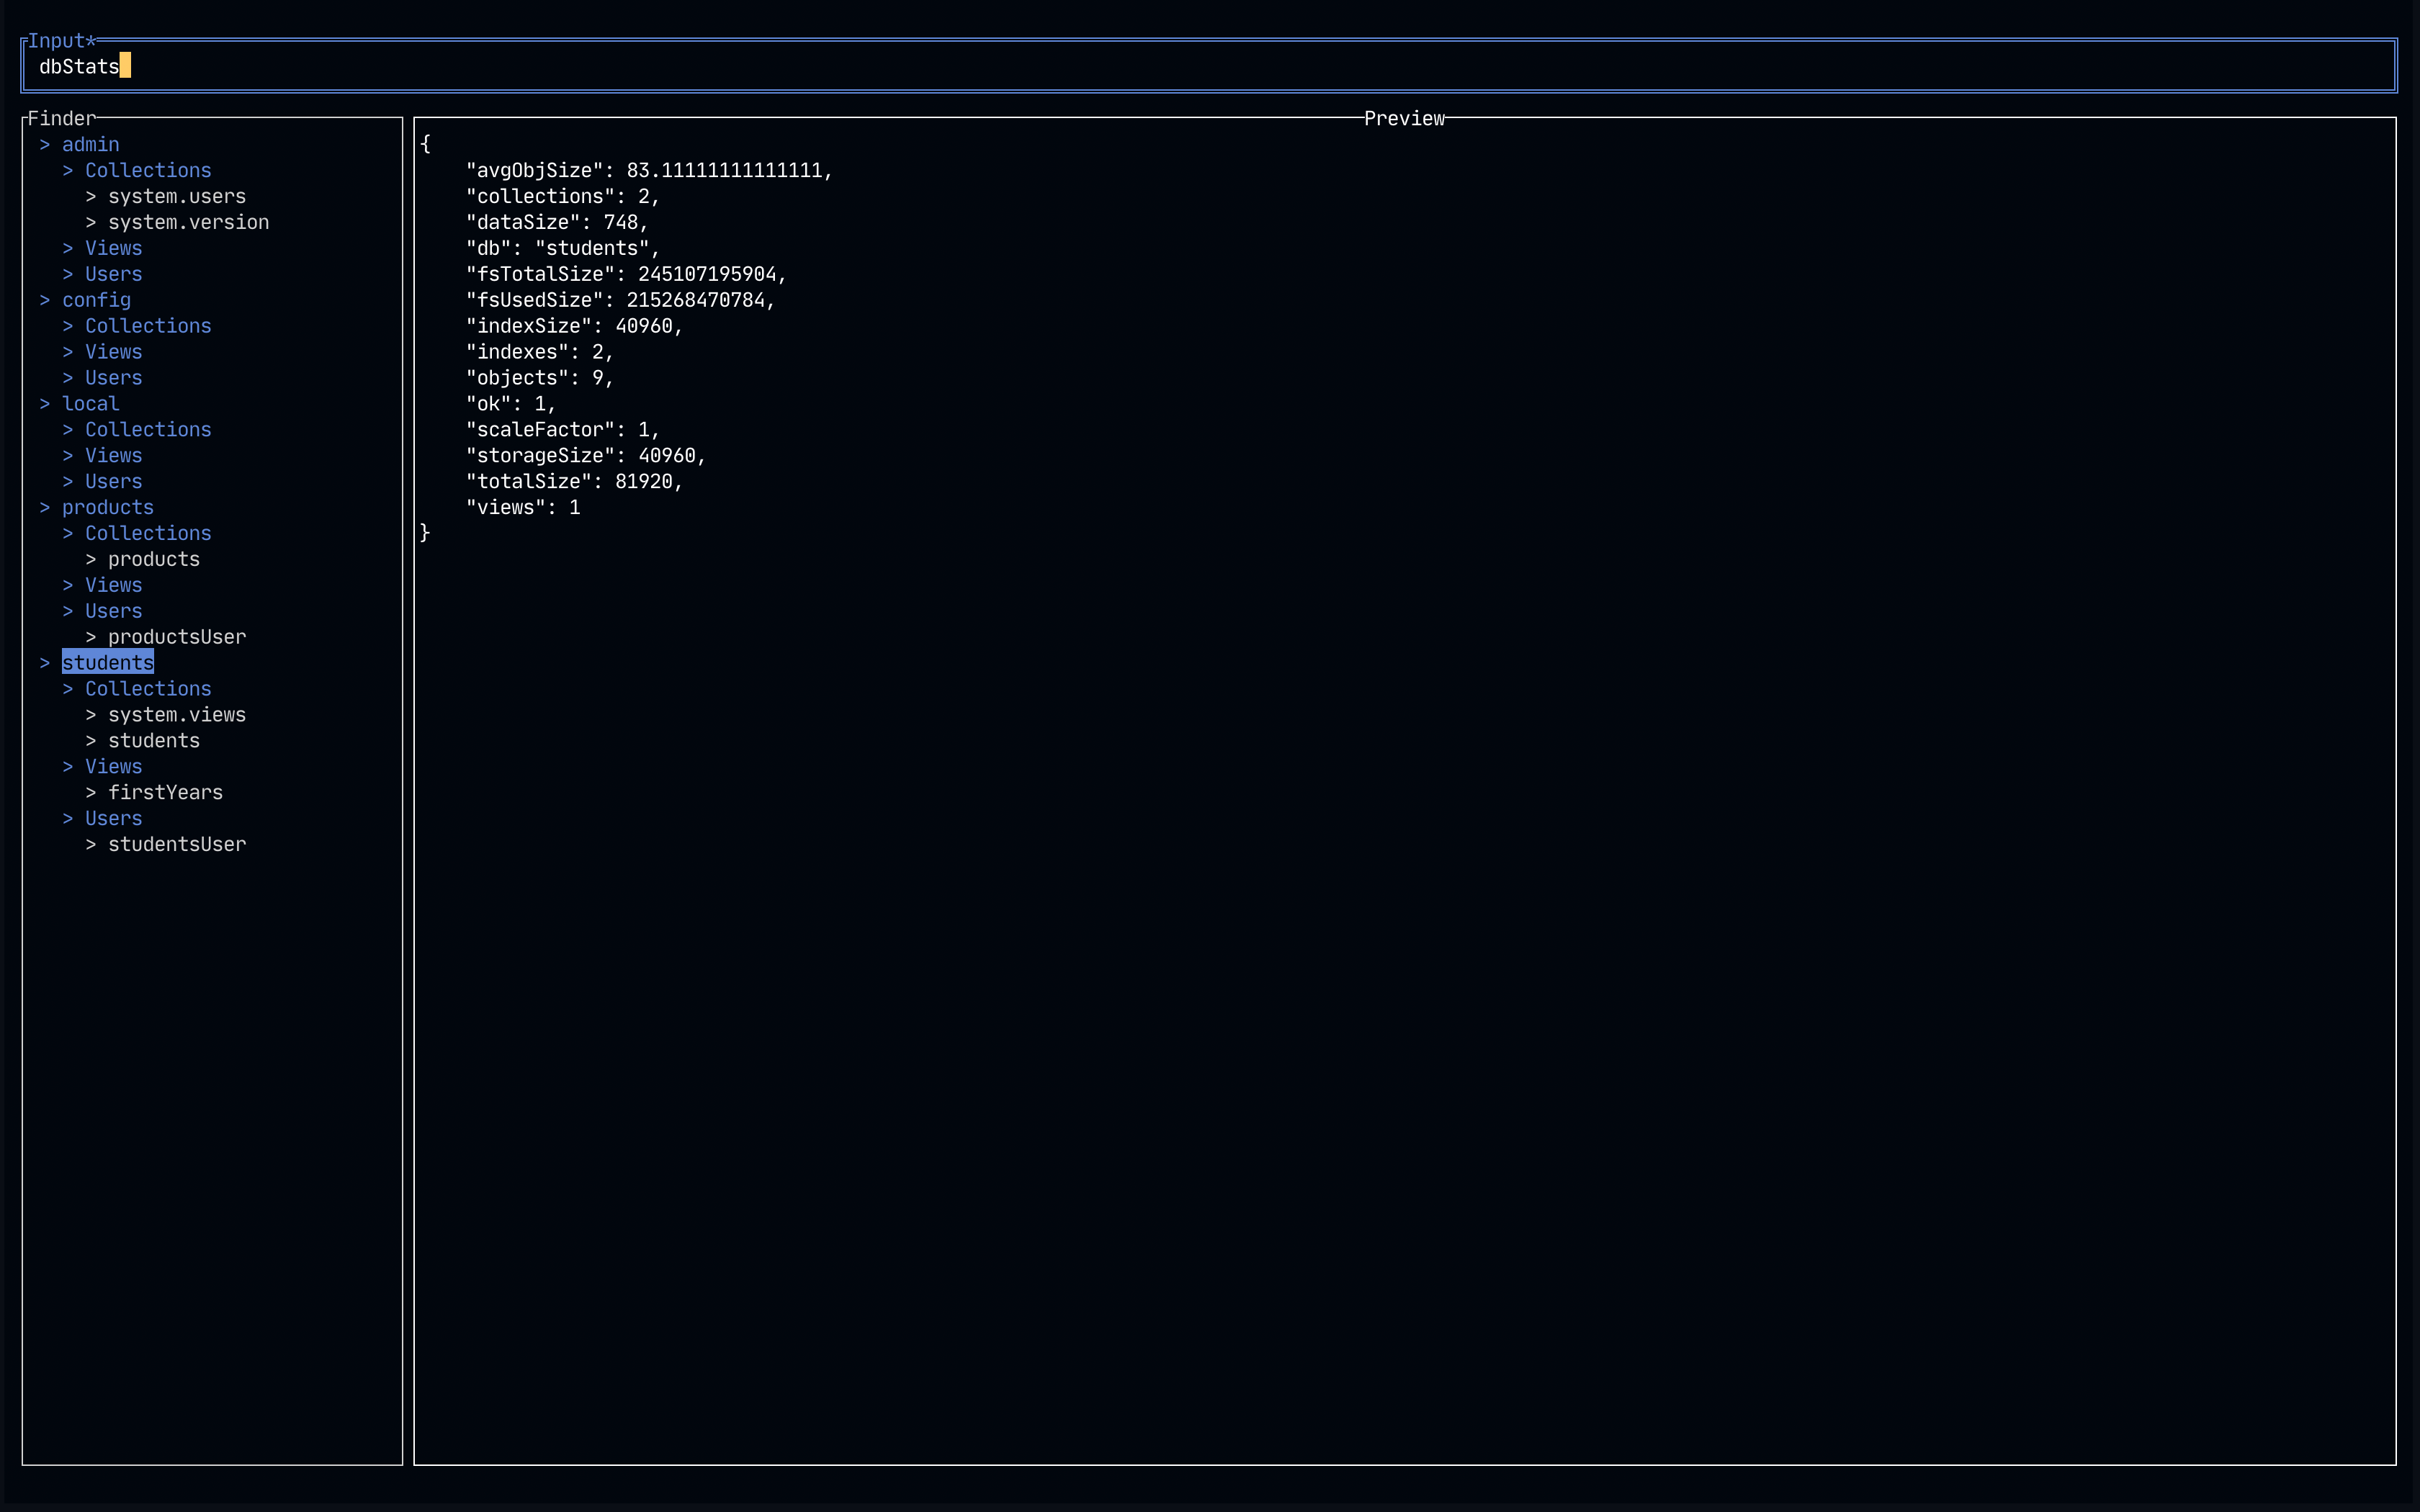 Input*
dbStats
Finder
> admin
> Collections
> system.users
> system.version
> Views
> Users
> config
> Collections
> Views
> Users
> local
> Collections
> Views
> Users
> products
> Collections
> products
> Views
> Users
> productsUser
> students
> Collections
> system.views
> students
> Views
> firstYears
> Users
> studentsUser
Preview
{
"avgObjSize": 83.11111111111111,
"collections": 2,
"dataSize": 748,
"db": "students",
"fsTotalSize": 245107195904,
"fsUsedSize": 215268470784,
"indexSize": 40960,
"indexes": 2,
"objects": 9,
"ok": 1,
"scaleFactor": 1,
"storageSize": 40960,
"totalSize": 81920,
"views": 1
}